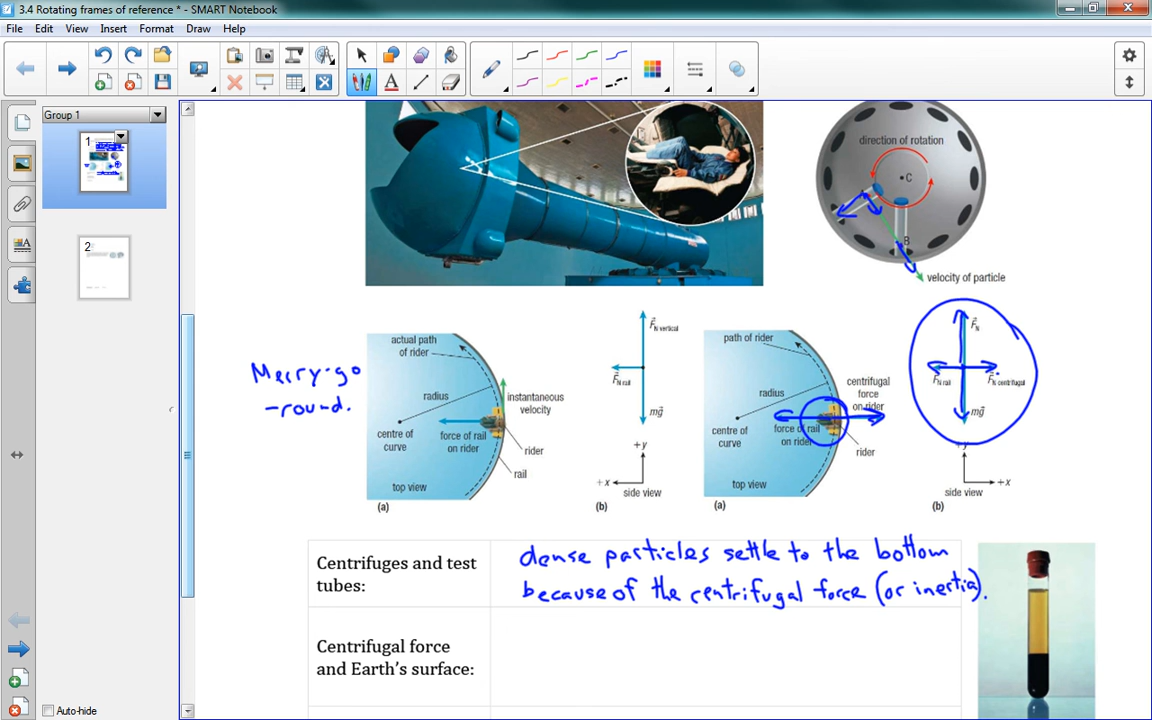 3.4 Rotating frames of reference * - SMART Notebook
File Edit View Insert Format Draw Help
Group 1
1
2
Auto-hide
direction of rotation
C
B
velocity of particle
Merry-go
-round.
actual path
of rider
radius
instantaneous
velocity
centre of
curve
force of rail
on rider
rider
rail
top view
(a)
F⃗N vertical
F⃗N rail
mg⃗
+y
+x
side view
(b)
path of rider
radius
centrifugal
force
on rider
centre of
curve
force of rail
on rider
rider
top view
(a)
F⃗N
F⃗N rail
F⃗N centrifugal
mg⃗
+y
+x
side view
(b)
Centrifuges and test
tubes:
dense particles settle to the bottom
because of the centrifugal force (or inertia).
Centrifugal force
and Earth's surface: